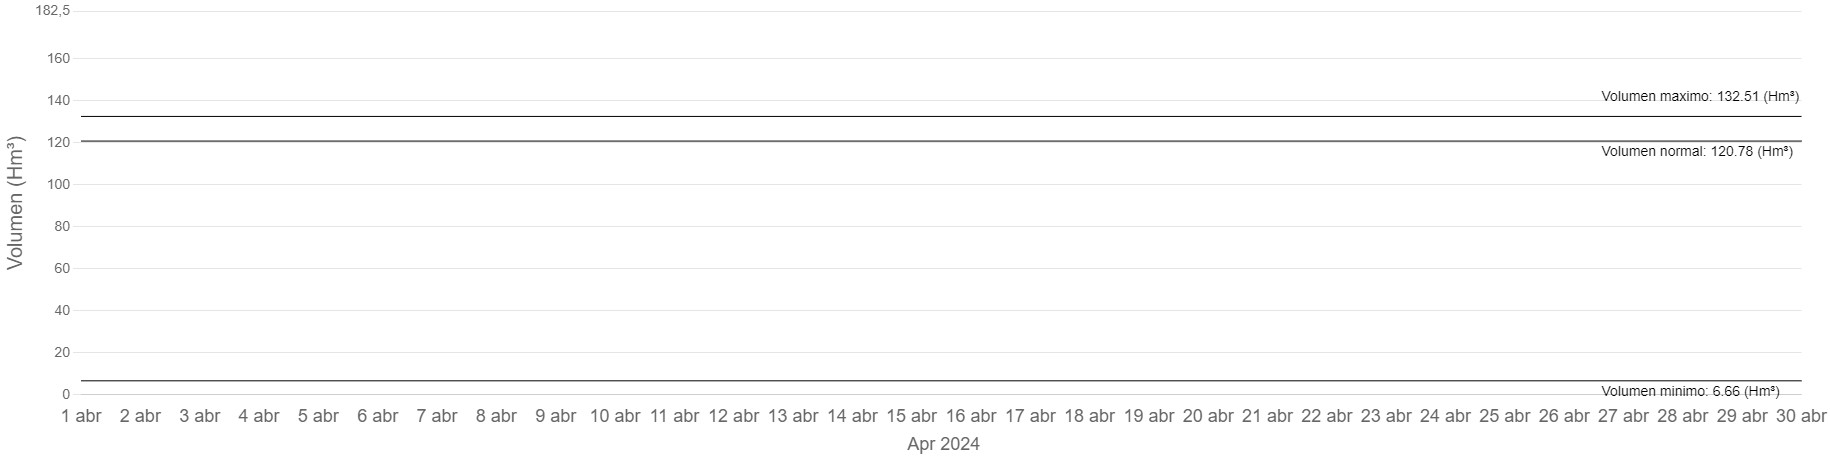 182,5
160
Volumen maximo: 132.51 (Hm³)
140
120
Volumen normal: 120.78 (Hm³)
Volumen (Hm³)
100
80
60
40
20
Volumen minimo: 6.66 (Hm³)
0
1 abr 2 abr 3 abr 4 abr 5 abr 6 abr 7 abr 8 abr 9 abr 10 abr 11 abr 12 abr 13 abr 14 abr 15 abr 16 abr 17 abr 18 abr 19 abr 20 abr 21 abr 22 abr 23 abr 24 abr 25 abr 26 abr 27 abr 28 abr 29 abr 30 abr
Apr 2024